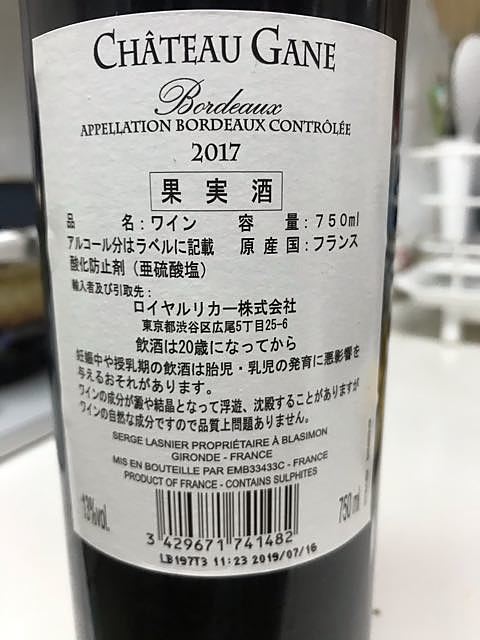 CHÂTEAU GANE
Bordeaux
APPELLATION BORDEAUX CONTRÔLÉE
2017
果実酒
品名:ワイン 容量:750ml
アルコール分はラベルに記載 原産国:フランス
酸化防止剤(亜硫酸塩)
輸入者及び引取先:
ロイヤルリカー株式会社
東京都渋谷区広尾5丁目25-6
飲酒は20歳になってから
妊娠中や授乳期の飲酒は胎児・乳児の発育に悪影響を
与えるおそれがあります。
ワインの成分が澱や結晶となって浮遊、沈殿することがありますが
ワインの自然な成分ですので品質上問題ありません。
SERGE LASNIER PROPRIÉTAIRE À BLASIMON
GIRONDE - FRANCE
MIS EN BOUTEILLE PAR EMB33433C - FRANCE
PRODUCT OF FRANCE - CONTAINS SULPHITES
13%vol.
750 ml
3 429671 741482
LB197T3 11:23 2019/07/16